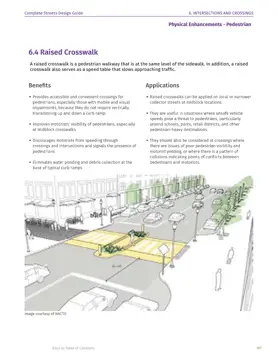 Complete Streets Design Guide
6. INTERSECTIONS AND CROSSINGS
Physical Enhancements - Pedestrian
6.4 Raised Crosswalk
A raised crosswalk is a pedestrian walkway that is at the same level of the sidewalk. In addition, a raised
crosswalk also serves as a speed table that slows approaching traffic.
Benefits
• Provides accessible and convenient crossings for
pedestrians, especially those with mobile and visual
impairments, because they do not require vertically
transitioning up and down a curb ramp.
• Improves motorists' visibility of pedestrians, especially
at midblock crosswalks.
• Discourages motorists from speeding through
crossings and intersections and signals the presence of
pedestrians.
• Eliminates water ponding and debris collection at the
base of typical curb ramps.
Applications
• Raised crosswalks can be applied on local or narrower
collector streets at midblock locations.
• They are useful in situations where unsafe vehicle
speeds pose a threat to pedestrians, particularly
around schools, parks, retail districts, and other
pedestrian-heavy destinations.
• They should also be considered at crossings where
there are issues of poor pedestrian visibility and
motorist yielding, or where there is a pattern of
collisions indicating points of conflicts between
pedestrians and motorists.
Image courtesy of NACTO
Back to Table of Contents